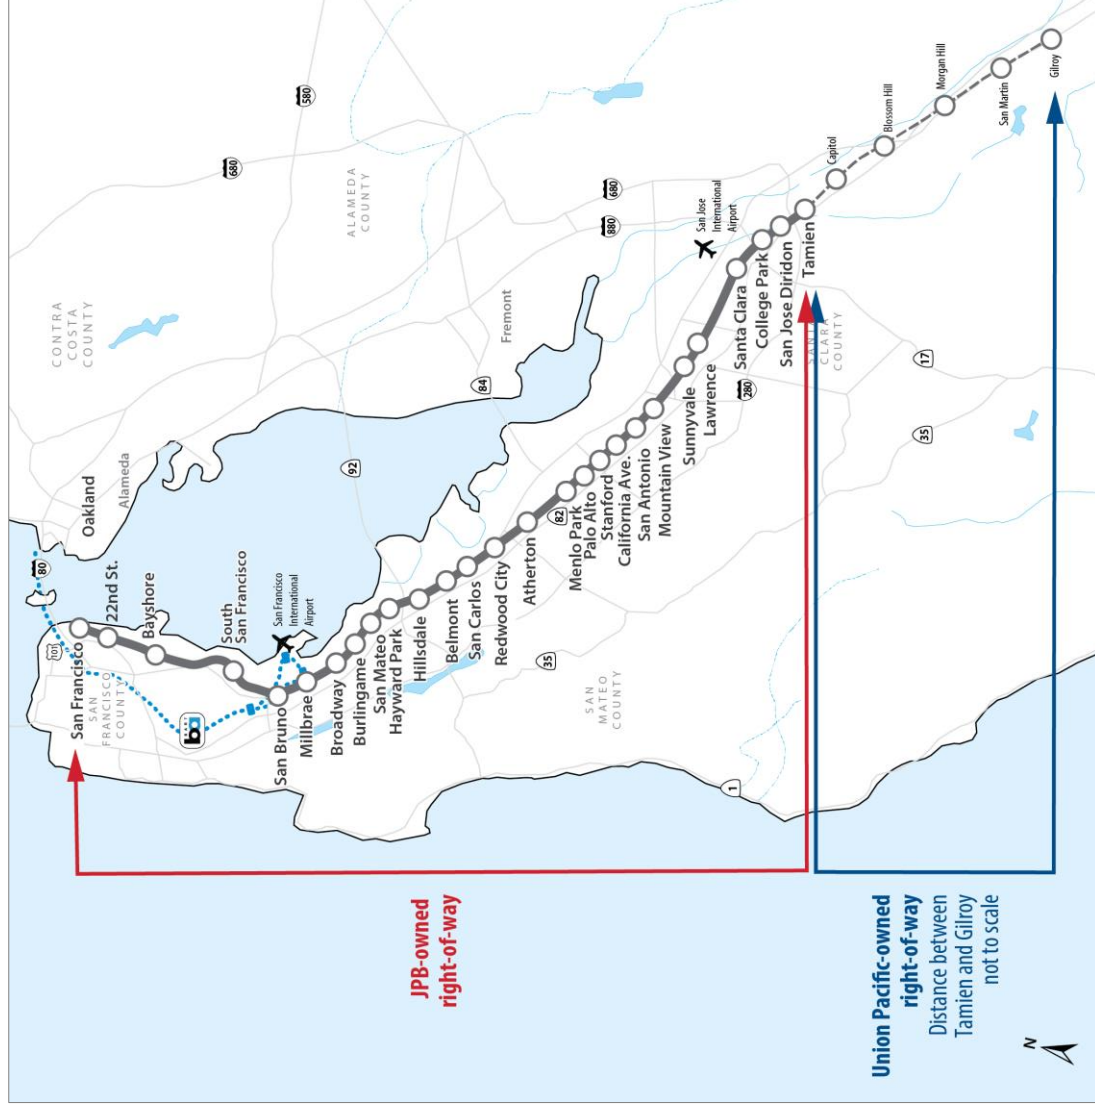 CONTRA
COSTA
COUNTY
680
580
ALAMEDA
COUNTY
80
Oakland
Alameda
92
84
Fremont
880
680
San Jose
International
Airport
101
San Francisco
SAN
FRANCISCO
COUNTY
22nd St.
Bayshore
South
San Francisco
San Francisco
International
Airport
ba
San Bruno
Millbrae
Broadway
Burlingame
San Mateo
Hayward Park
Hillsdale
Belmont
San Carlos
Redwood City
Atherton
82
Menlo Park
Palo Alto
Stanford
California Ave.
San Antonio
Mountain View
Sunnyvale
Lawrence
Santa Clara
College Park
San Jose Diridon
Tamien
Capitol
Blossom Hill
Morgan Hill
San Martin
Gilroy
280
CLARA
COUNTY
17
35
35
SAN
MATEO
COUNTY
1
JPB-owned
right-of-way
Union Pacific-owned
right-of-way
Distance between
Tamien and Gilroy
not to scale
N